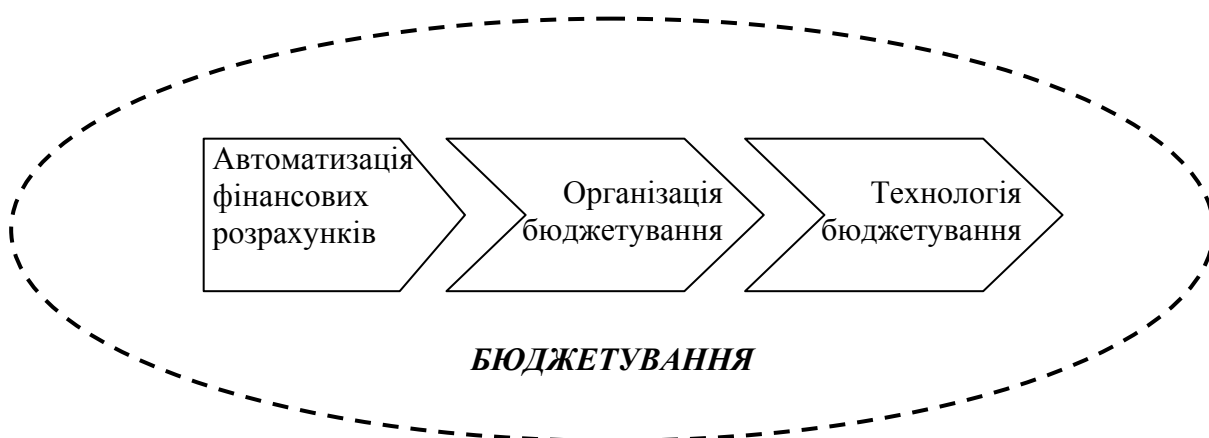 Автоматизація
фінансових
розрахунків
Організація
бюджетування
Технологія
бюджетування
БЮДЖЕТУВАННЯ